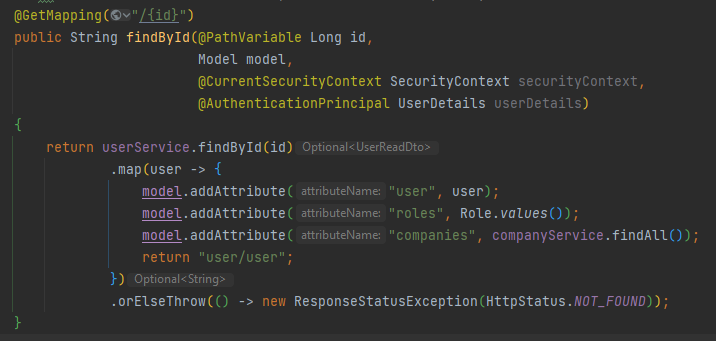 @GetMapping("/{id}")
public String findById(@PathVariable Long id,
Model model,
@CurrentSecurityContext SecurityContext securityContext,
@AuthenticationPrincipal UserDetails userDetails)
{
return userService.findById(id) Optional<UserReadDto>
.map(user -> {
model.addAttribute( attributeName: "user", user);
model.addAttribute( attributeName: "roles", Role.values());
model.addAttribute( attributeName: "companies", companyService.findAll());
return "user/user";
}) Optional<String>
.orElseThrow(() -> new ResponseStatusException(HttpStatus.NOT_FOUND));
}